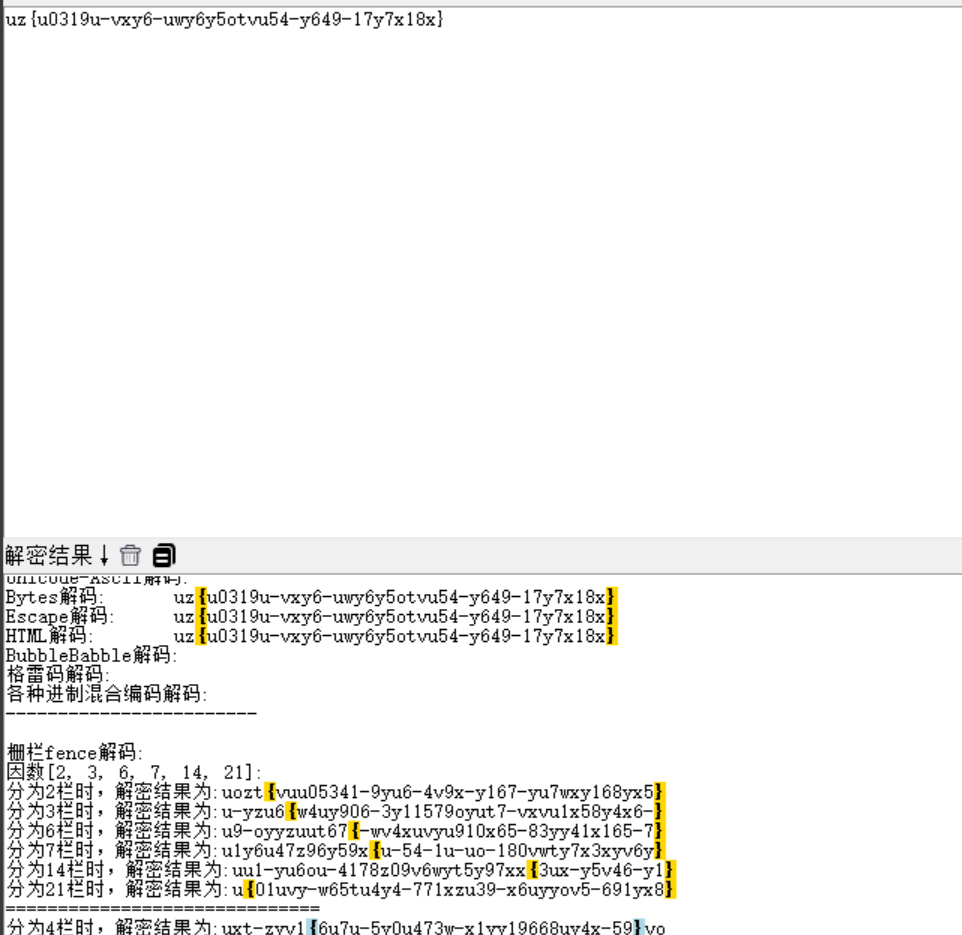 uz{u0319u-vxy6-uwy6y5otvu54-y649-17y7x18x}
解密结果↓
Unicode-Ascii解码:
Bytes解码: uz{u0319u-vxy6-uwy6y5otvu54-y649-17y7x18x}
Escape解码: uz{u0319u-vxy6-uwy6y5otvu54-y649-17y7x18x}
HTML解码: uz{u0319u-vxy6-uwy6y5otvu54-y649-17y7x18x}
BubbleBabble解码:
格雷码解码:
各种进制混合编码解码:
------------------------
栅栏fence解码:
因数[2, 3, 6, 7, 14, 21]:
分为2栏时，解密结果为:uozt{vuu05341-9yu6-4v9x-y167-yu7wxy168yx5}
分为3栏时，解密结果为:u-yzu6{w4uy906-3y11579oyut7-vxvu1x58y4x6-}
分为6栏时，解密结果为:u9-oyyzuut67{-wv4xuvyu910x65-83yy41x165-7}
分为7栏时，解密结果为:u1y6u47z96y59x{u-54-1u-uo-180vwty7x3xyv6y}
分为14栏时，解密结果为:uu1-yu6ou-4178z09v6wyt5y97xx{3ux-y5v46-y1}
分为21栏时，解密结果为:u{01uvy-w65tu4y4-771xzu39-x6uyyov5-691yx8}
==============================
分为4栏时，解密结果为:uxt-zyv1{6u7u-5y0u473w-x1yy19668uy4x-59}vo